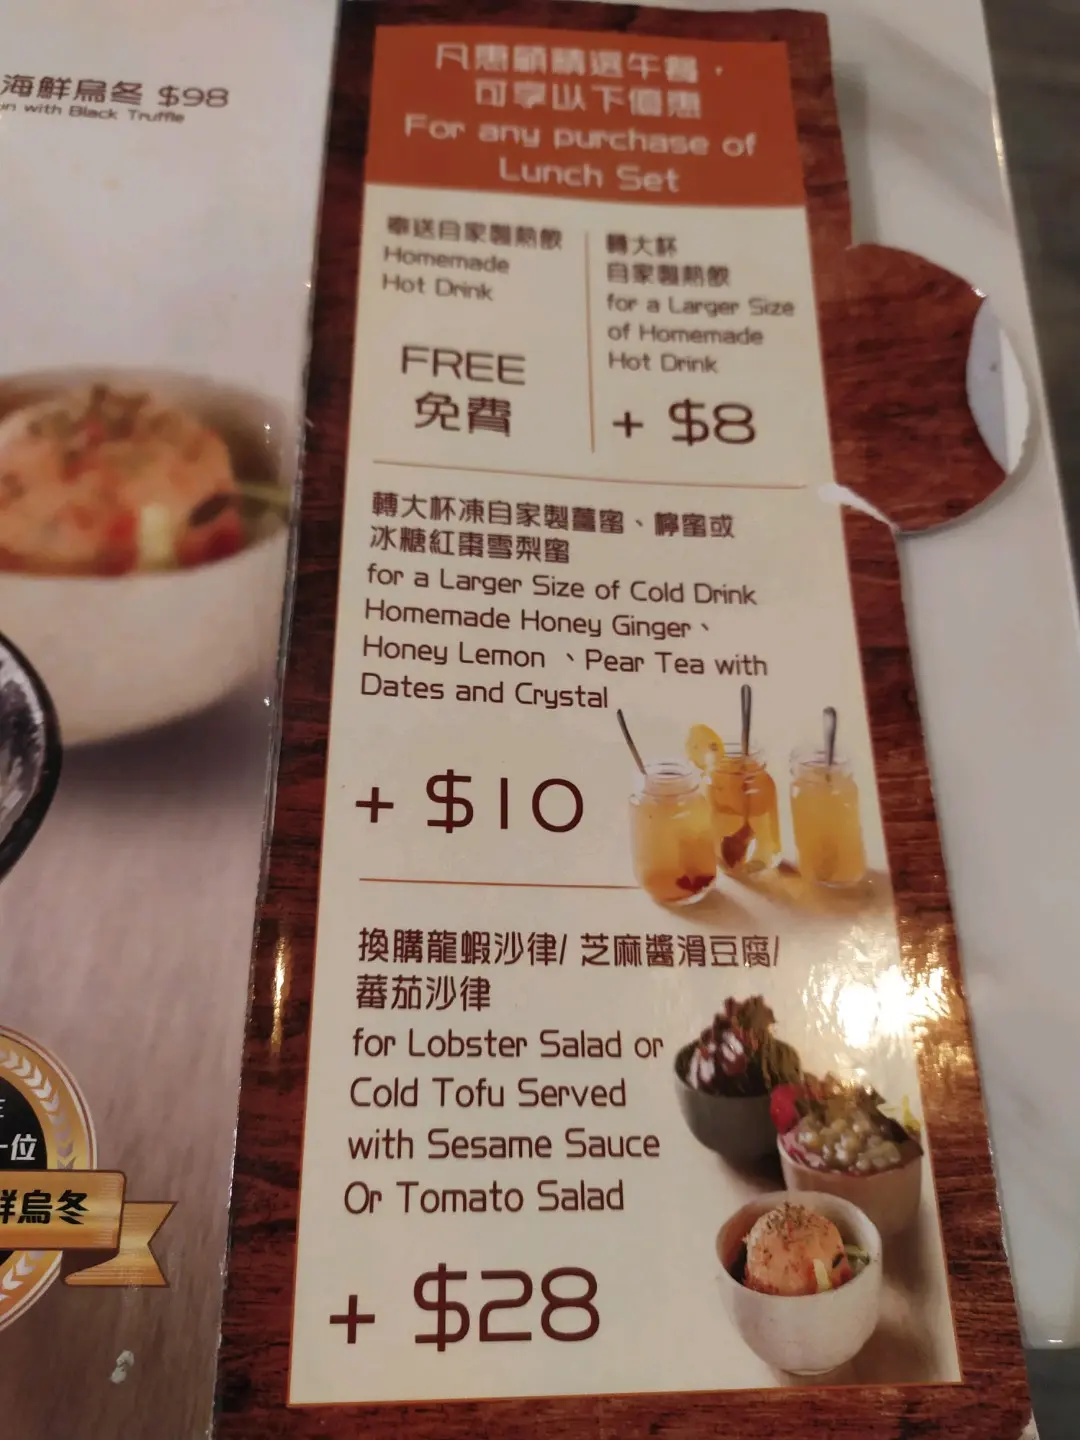 海鮮烏冬 $98
with Black Truffle
凡惠顧精選午餐，
可享以下優惠
For any purchase of
Lunch Set
奉送自家製熱飲
Homemade
Hot Drink
FREE
免費
轉大杯
自家製熱飲
for a Larger Size
of Homemade
Hot Drink
+ $8
轉大杯凍自家製薑蜜、檸蜜或
冰糖紅棗雪梨蜜
for a Larger Size of Cold Drink
Homemade Honey Ginger、
Honey Lemon 、Pear Tea with
Dates and Crystal
+ $10
換購龍蝦沙律/ 芝麻醬滑豆腐/
蕃茄沙律
for Lobster Salad or
Cold Tofu Served
with Sesame Sauce
Or Tomato Salad
+ $28
一位
鮮烏冬